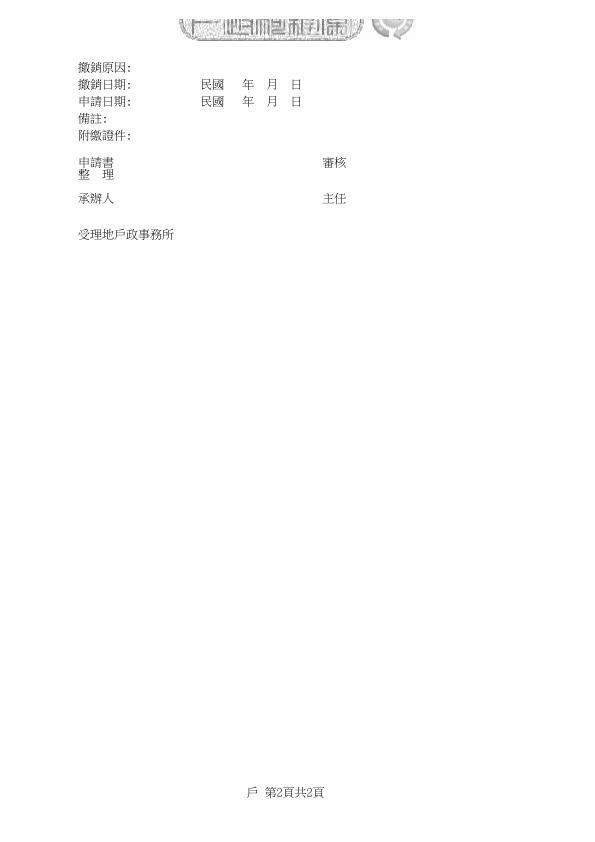 撤銷原因:
撤銷日期: 民國 年 月 日
申請日期: 民國 年 月 日
備註:
附繳證件:
申請書 審核
整 理
承辦人 主任
受理地戶政事務所
戶 第2頁共2頁